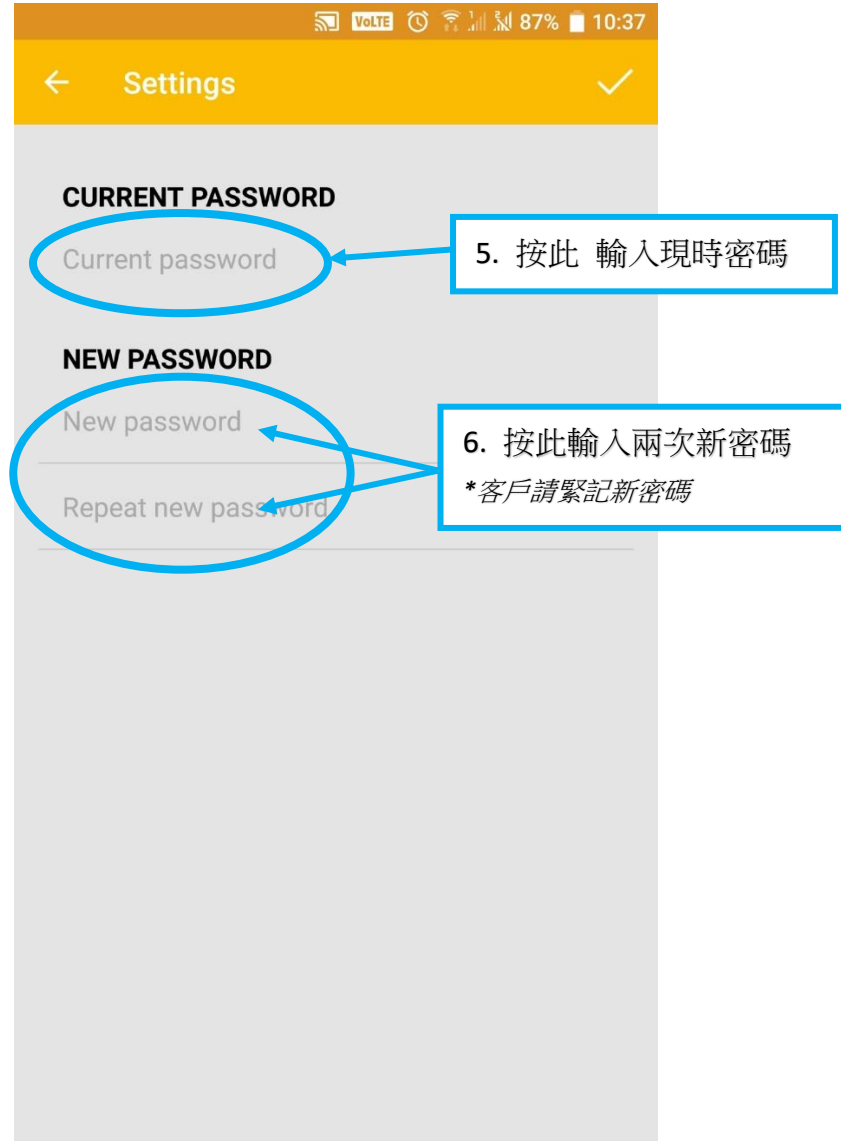 VoLTE 87% 10:37
Settings
CURRENT PASSWORD
Current password
5. 按此 輸入現時密碼
NEW PASSWORD
New password
6. 按此輸入兩次新密碼
*客戶請緊記新密碼
Repeat new password